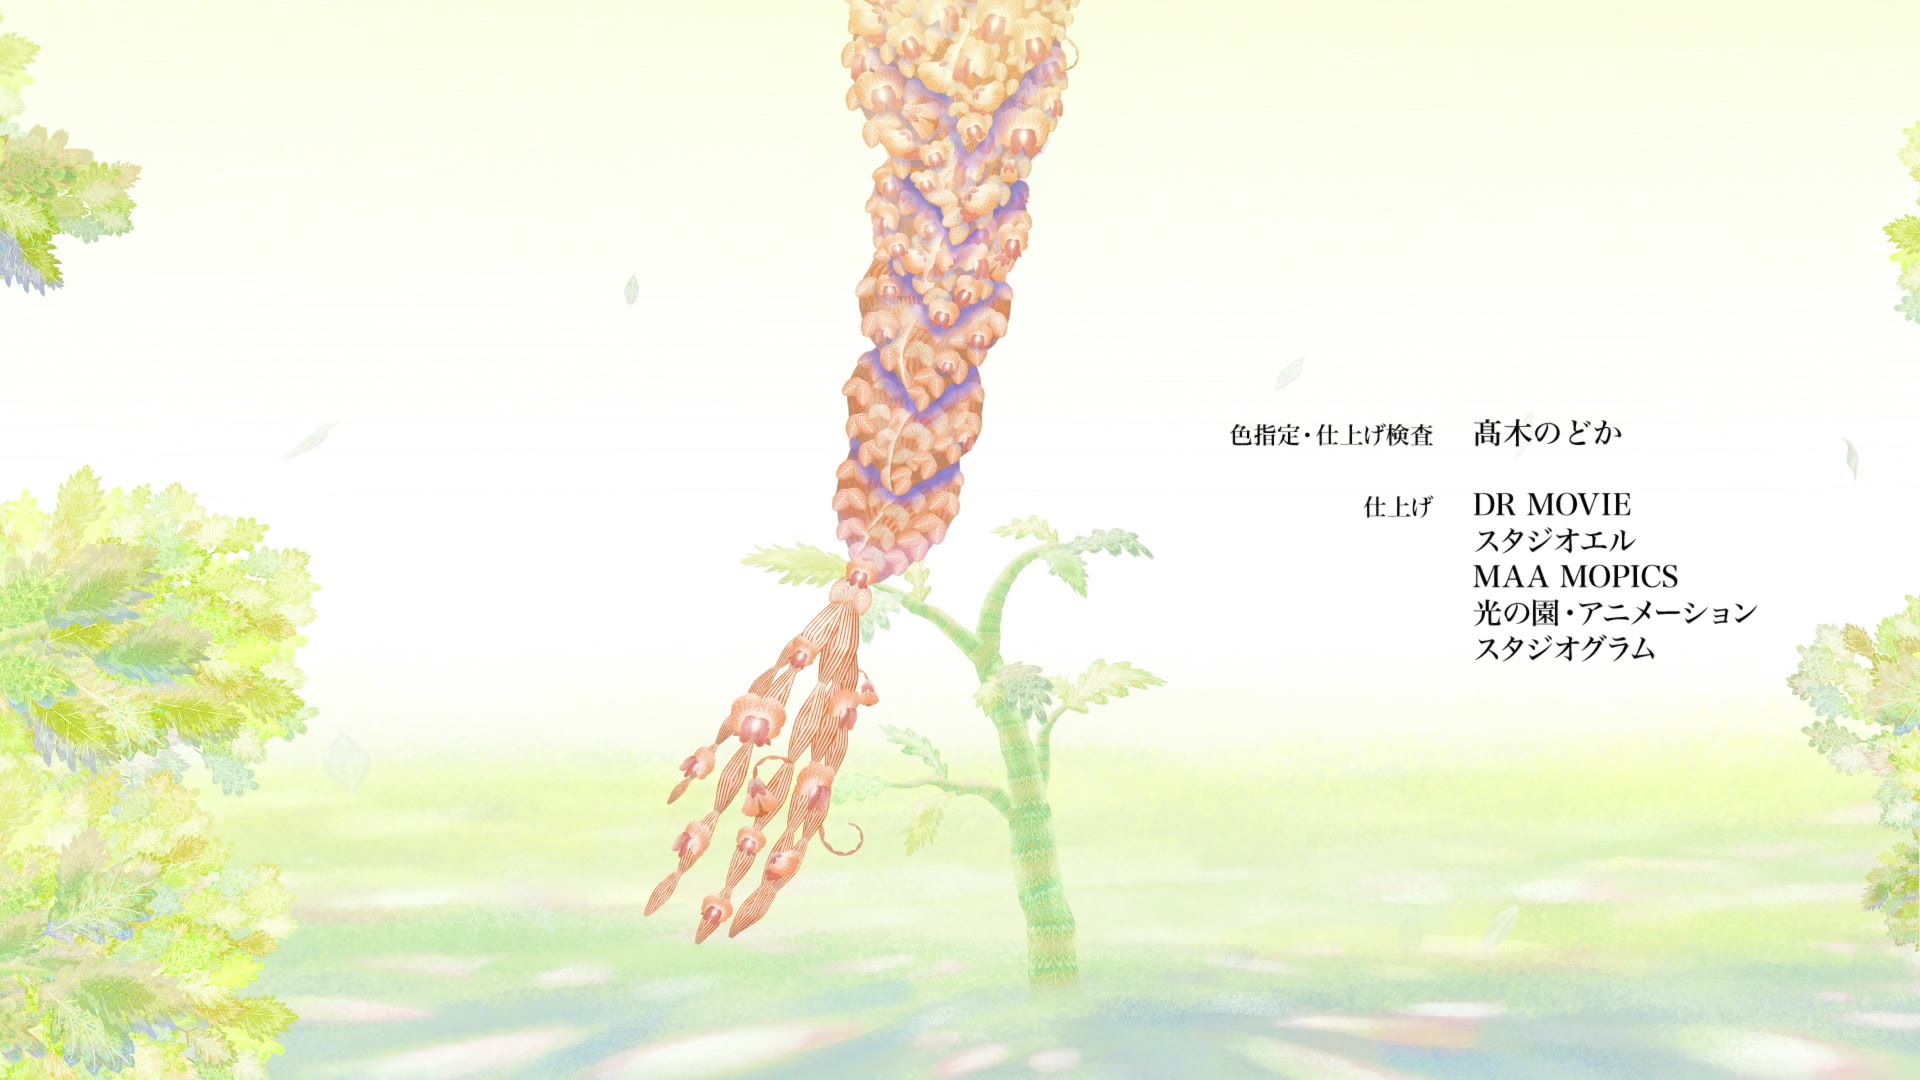 色指定・仕上げ検査 髙木のどか
仕上げ DR MOVIE
スタジオエル
MAA MOPICS
光の園・アニメーション
スタジオグラム